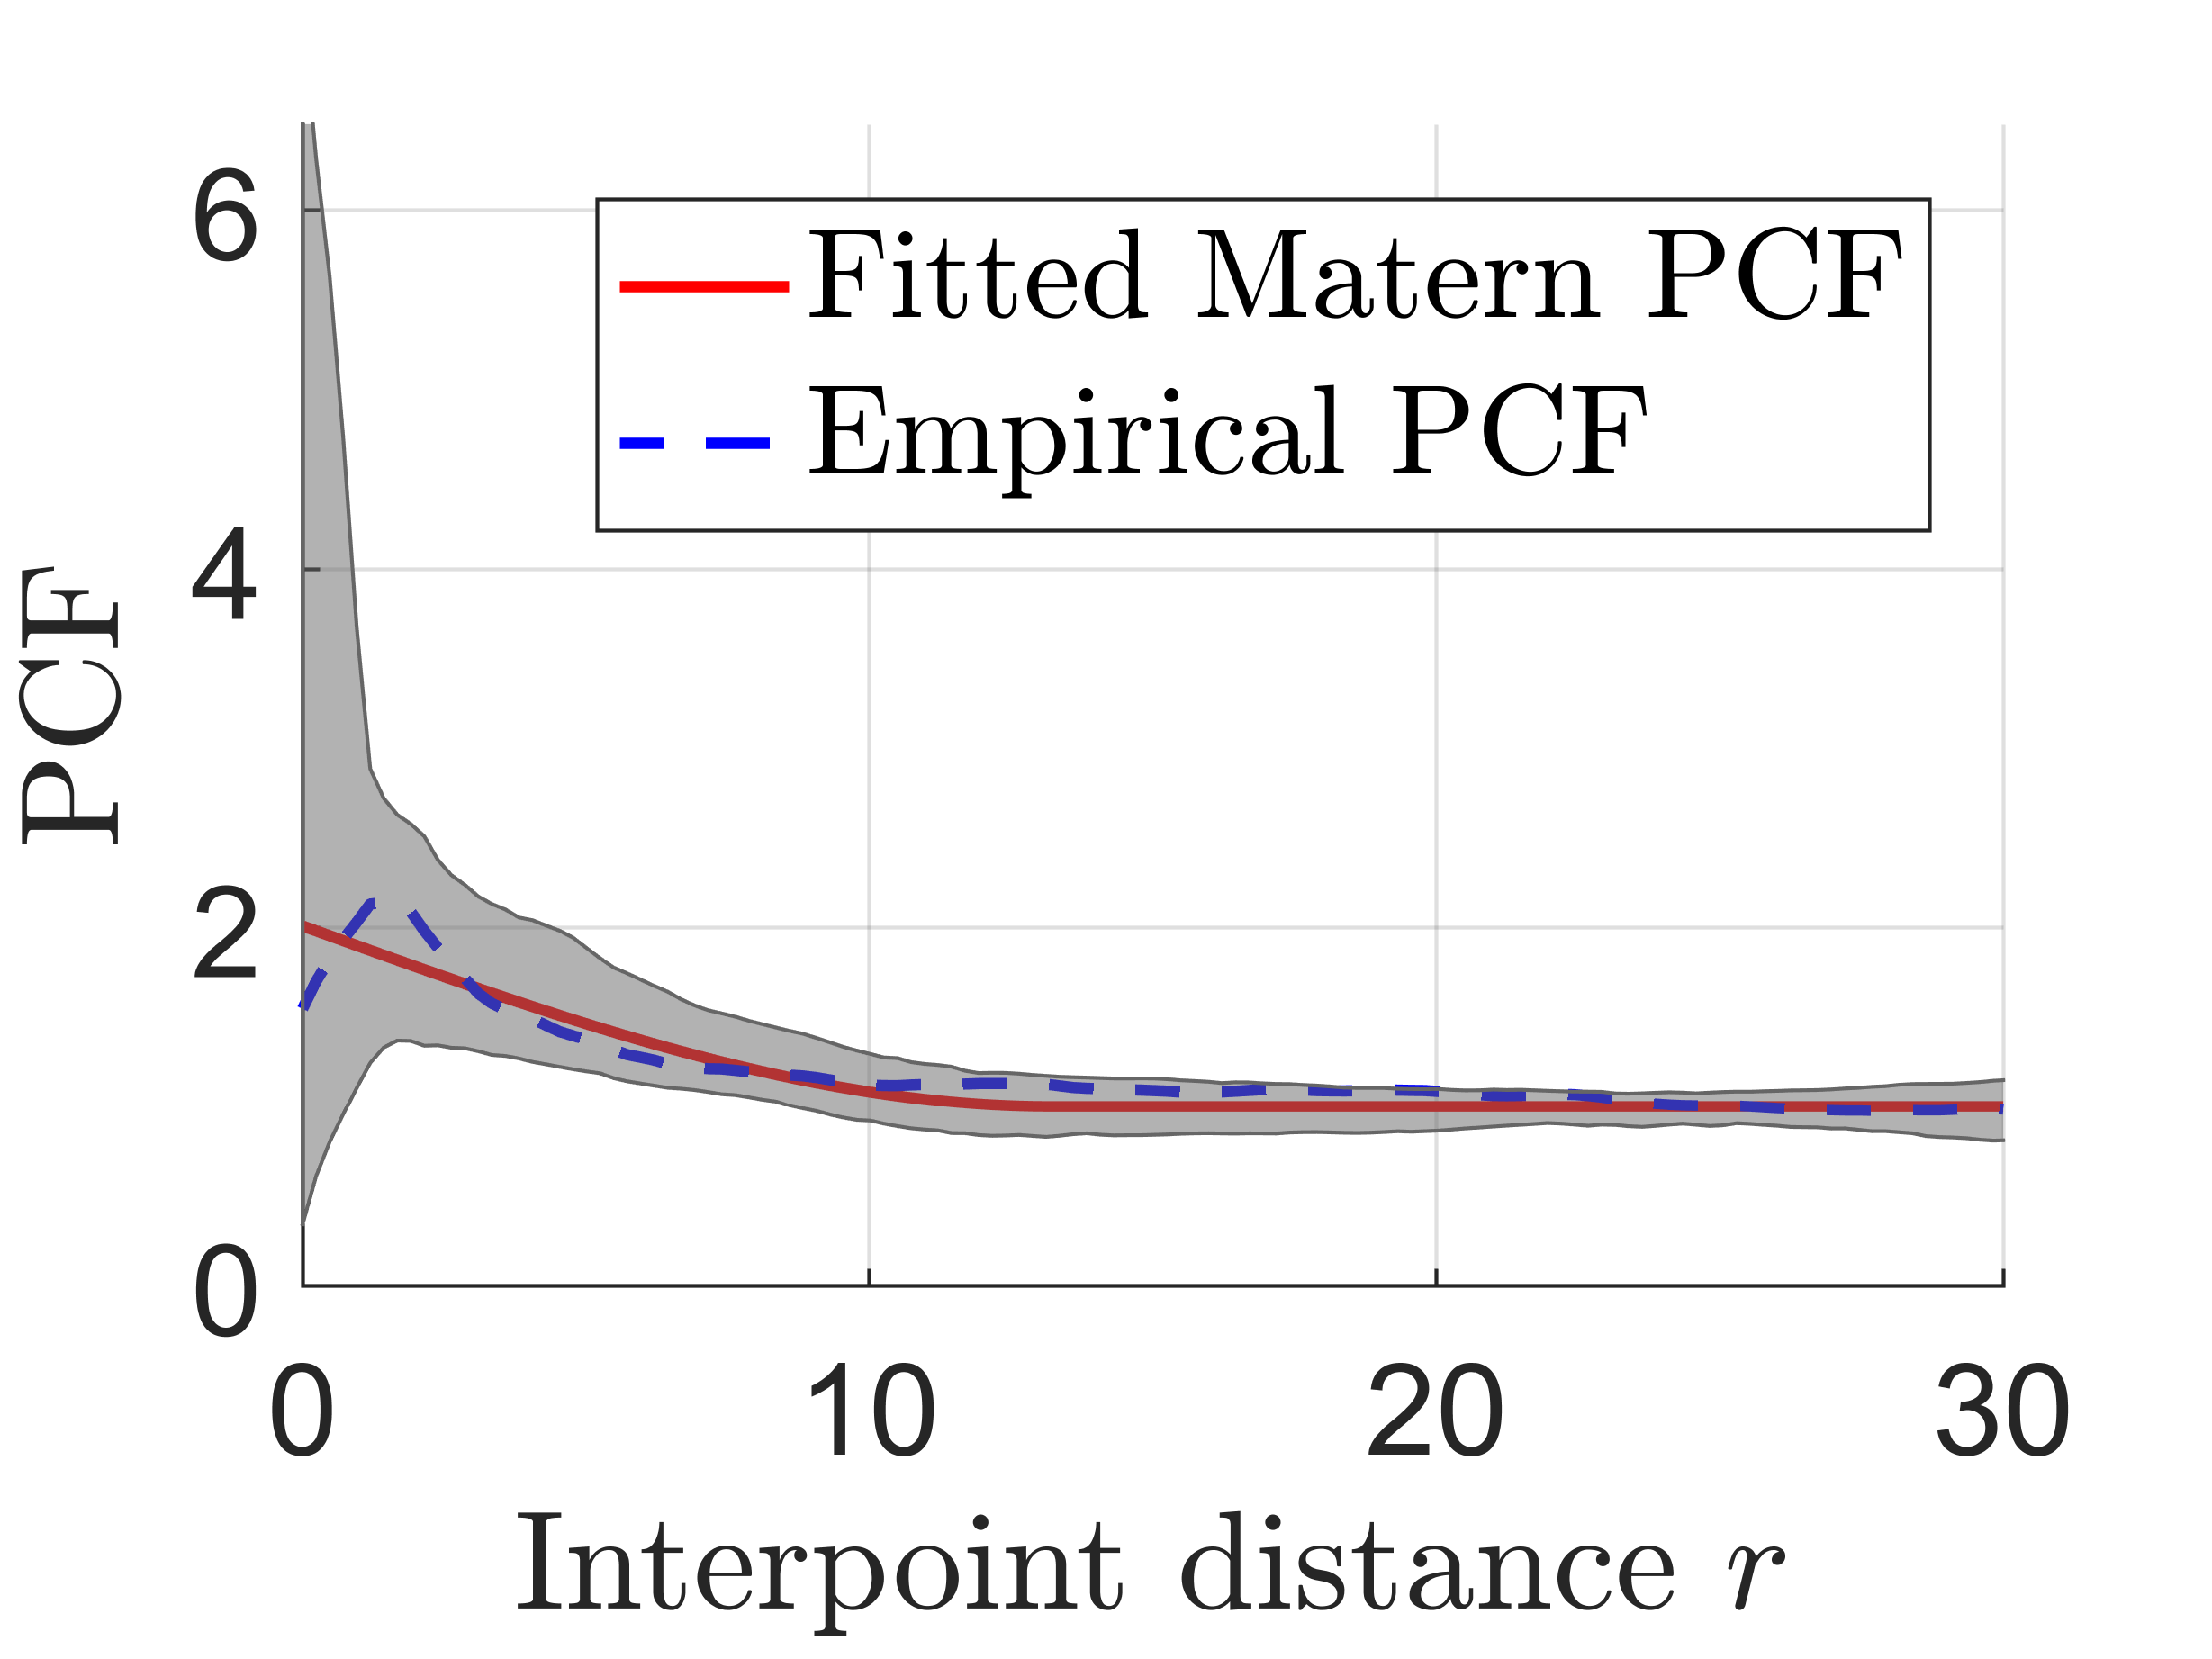 6
4
2
0
PCF
Fitted Matern PCF
Empirical PCF
0 10 20 30
Interpoint distance r